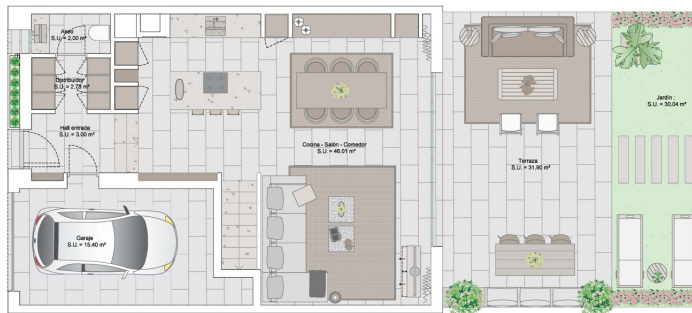 Aseo
S.U. = 2.00 m²
Distribuidor
S.U. = 2.78 m²
Hall entrada
S.U. = 3.00 m²
Cocina - Salón - Comedor
S.U. = 46.01 m²
Garaje
S.U. = 15.40 m²
Terraza
S.U. = 31.90 m²
Jardín :
S.U. = 30.04 m²